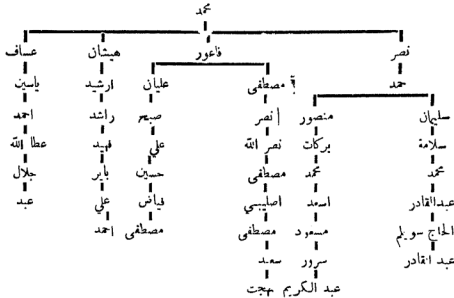 محمد
نصر فاعور هيشان عساف
حمد مصطفى عليان ارشيد ياسين
سليمان منصور نصر صبح راشد احمد
سلامة بركات نصر الله علي فهيد عطا الله
محمد محمد مصطفى حسين باير جلال
عبدالقادر اسعد اصليبي فياض علي عبد
الحاج سويلم مسعود مصطفى مصطفى احمد
عبد القادر سرور سعد
عبد الكريم بهجت